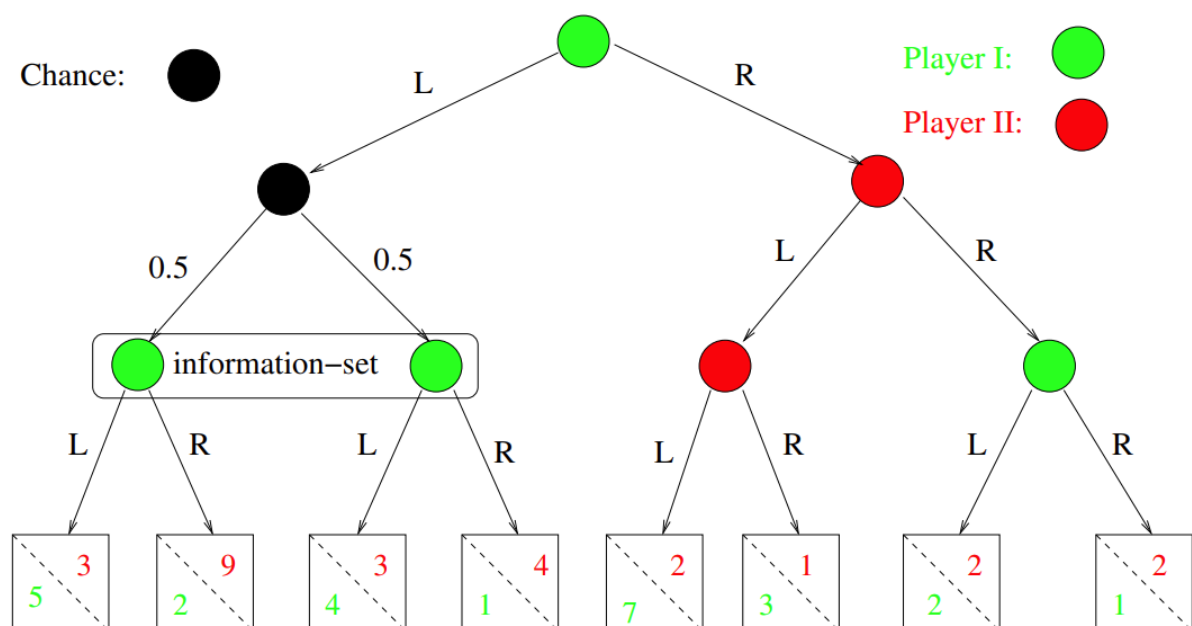 Chance:
Player I:
Player II:
L R
0.5 0.5 L R
information−set
L R L R L R L R
3 9 3 4 2 1 2 2
5 2 4 1 7 3 2 1